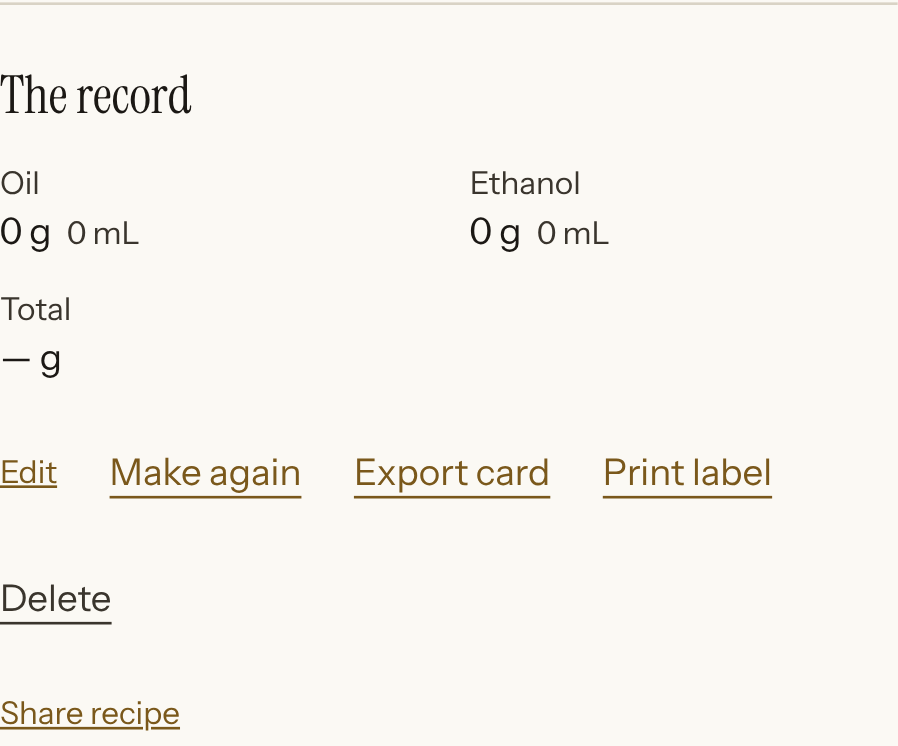 The record
Oil Ethanol
0 g 0 mL 0 g 0 mL
Total
— g
Edit Make again Export card Print label
Delete
Share recipe